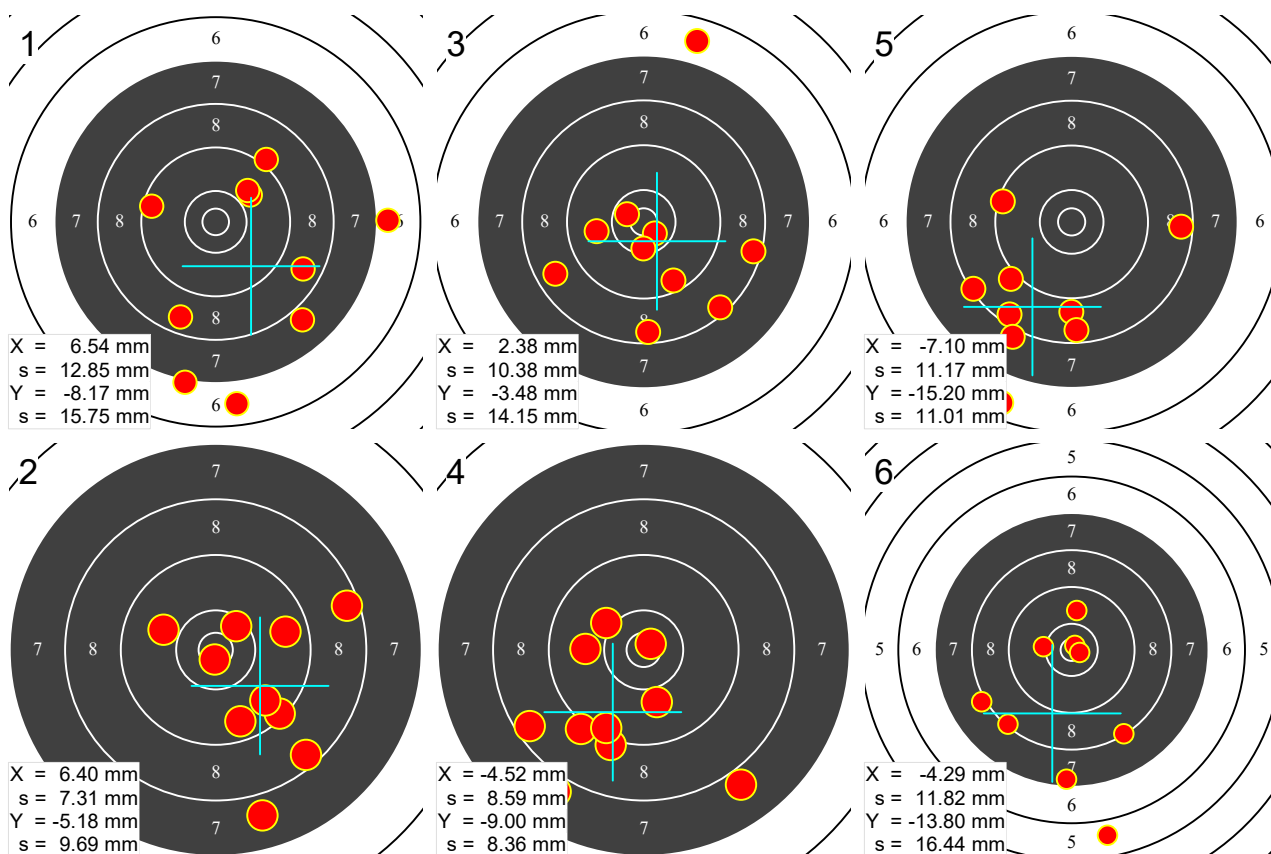 1
6
7
8
6 7 8 8 7 6
8
7
6
X = 6.54 mm
s = 12.85 mm
Y = -8.17 mm
s = 15.75 mm
3
6
7
8
6 7 8 8 7 6
8
7
6
X = 2.38 mm
s = 10.38 mm
Y = -3.48 mm
s = 14.15 mm
5
6
7
8
6 7 8 8 7 6
7
6
X = -7.10 mm
s = 11.17 mm
Y = -15.20 mm
s = 11.01 mm
2
7
8
7 8 8 7
8
7
X = 6.40 mm
s = 7.31 mm
Y = -5.18 mm
s = 9.69 mm
4
7
8
7 8 8 7
8
7
X = -4.52 mm
s = 8.59 mm
Y = -9.00 mm
s = 8.36 mm
6
5
6
7
8
5 6 7 8 8 7 6 5
8
7
6
5
X = -4.29 mm
s = 11.82 mm
Y = -13.80 mm
s = 16.44 mm